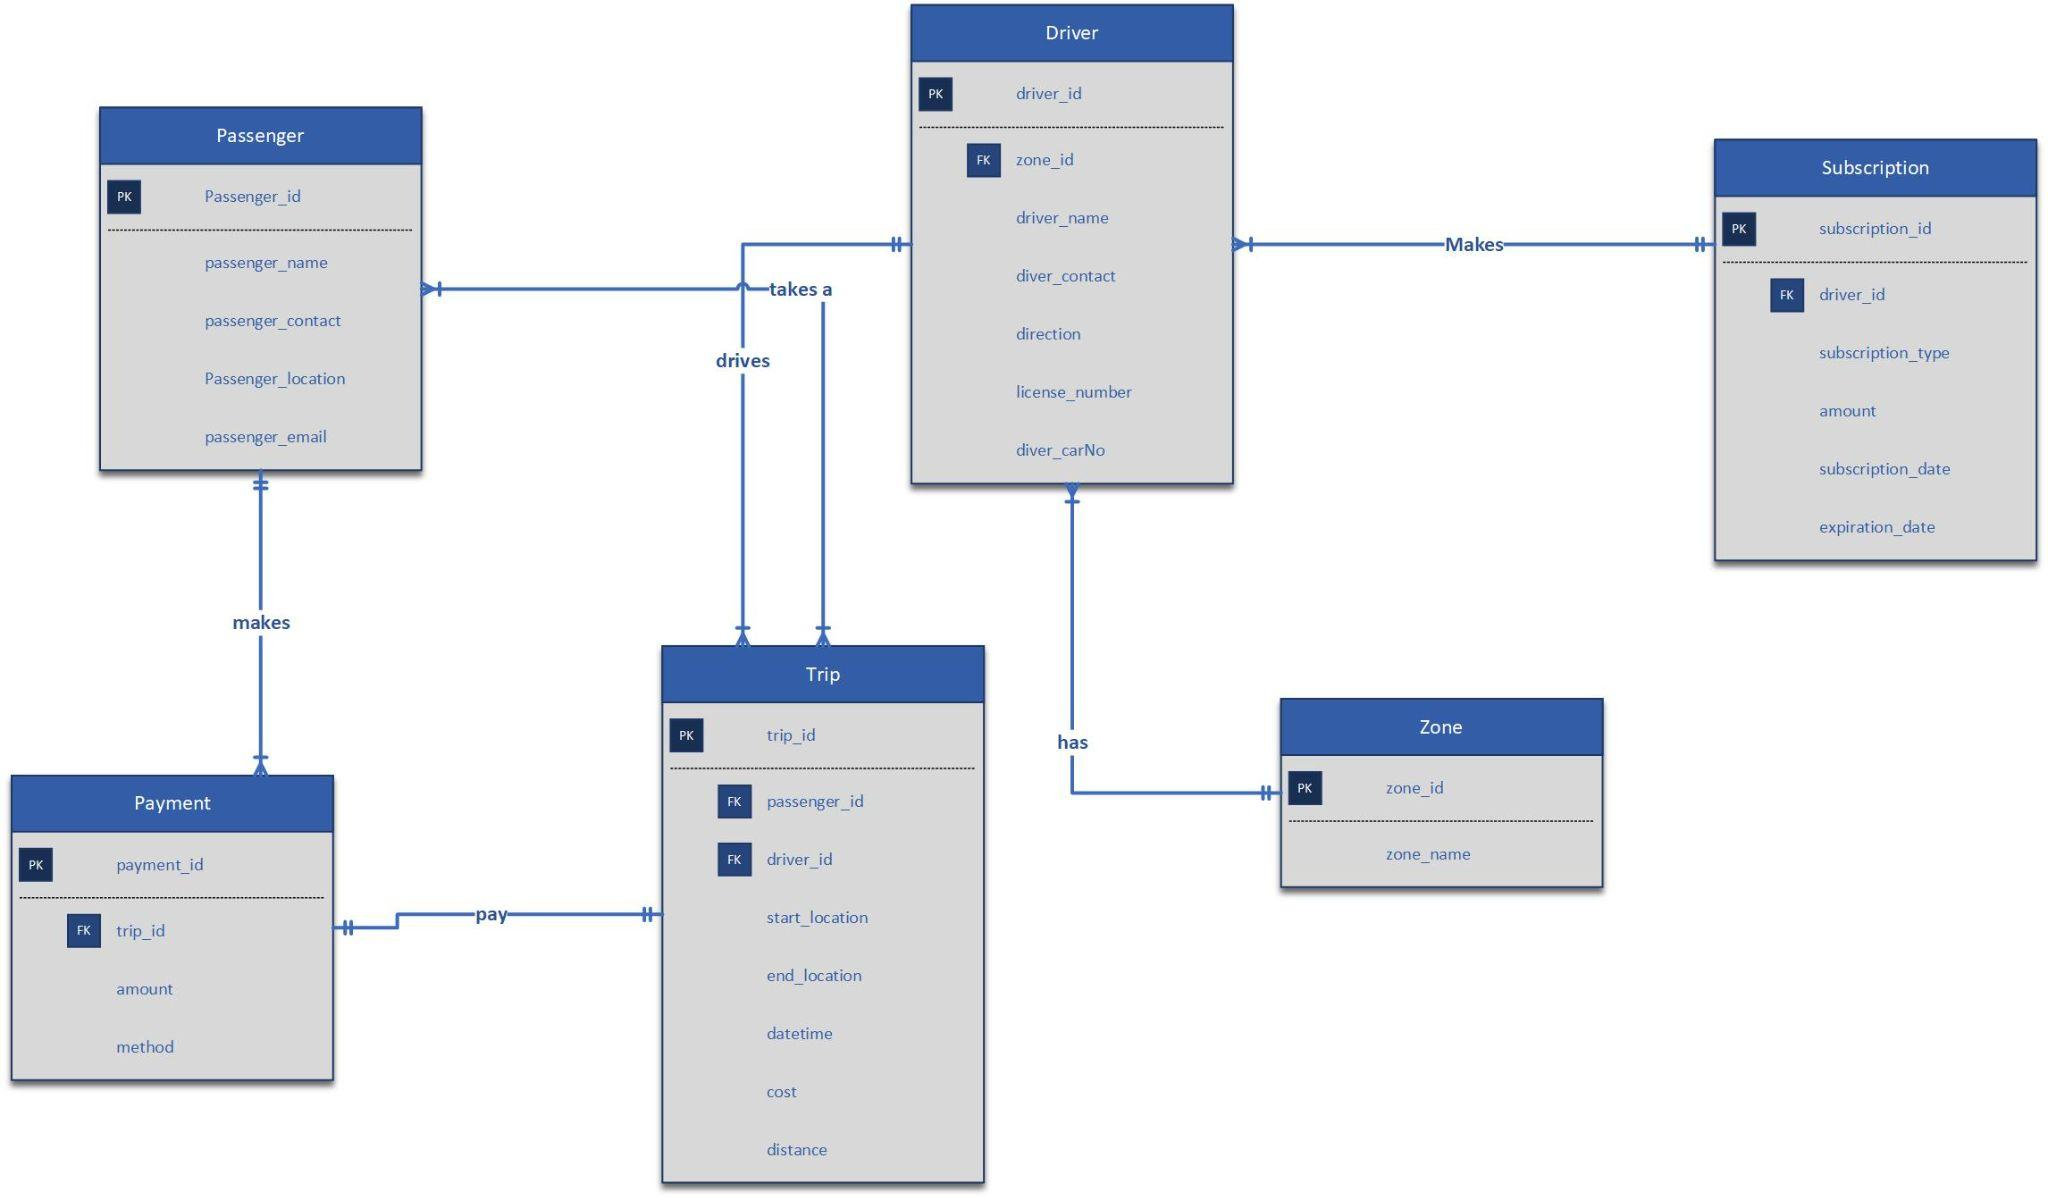 Driver
PK driver_id
FK zone_id
driver_name
diver_contact
direction
license_number
diver_carNo
Passenger
PK Passenger_id
passenger_name
passenger_contact
Passenger_location
passenger_email
Subscription
PK subscription_id
FK driver_id
subscription_type
amount
subscription_date
expiration_date
Makes
takes a
drives
makes
has
pay
Trip
PK trip_id
FK passenger_id
FK driver_id
start_location
end_location
datetime
cost
distance
Zone
PK zone_id
zone_name
Payment
PK payment_id
FK trip_id
amount
method